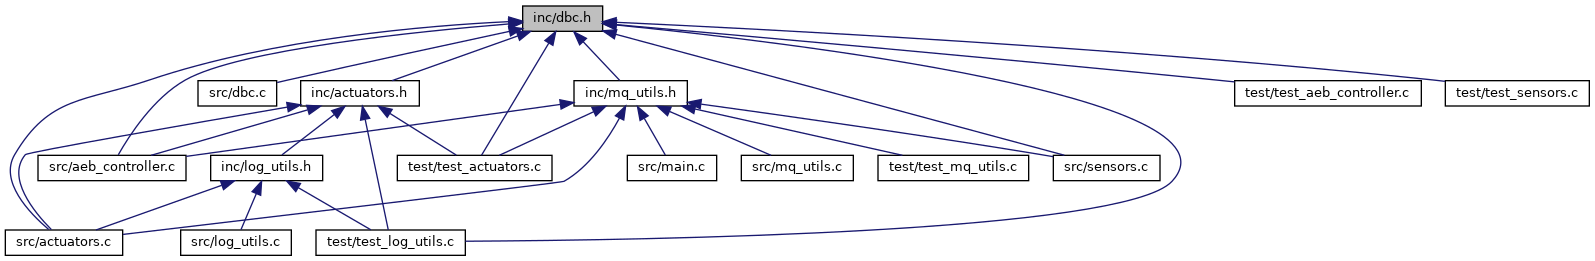 inc/dbc.h
src/dbc.c
inc/actuators.h
inc/mq_utils.h
test/test_aeb_controller.c
test/test_sensors.c
src/aeb_controller.c
inc/log_utils.h
test/test_actuators.c
src/main.c
src/mq_utils.c
test/test_mq_utils.c
src/sensors.c
src/actuators.c
src/log_utils.c
test/test_log_utils.c